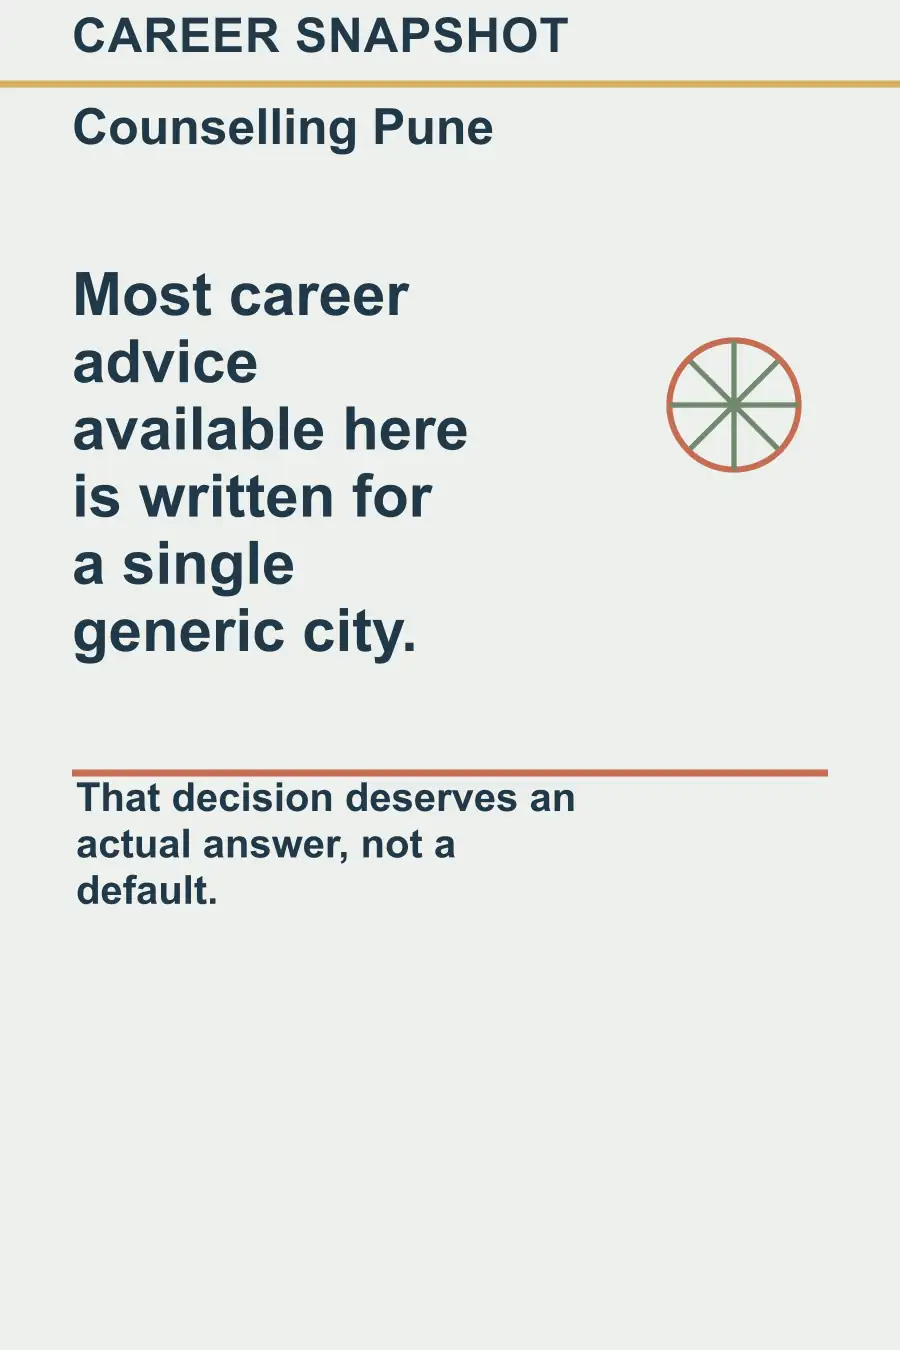 CAREER SNAPSHOT
Counselling Pune
Most career
advice
available here
is written for
a single
generic city.
That decision deserves an
actual answer, not a
default.